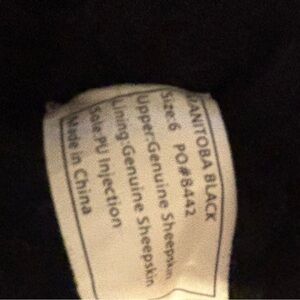 MANITOBA BLACK
Size:6 PO#8442
Upper:Genuine Sheepskin
Lining:Genuine Sheepskin
Sole:PU Injection
Made in China